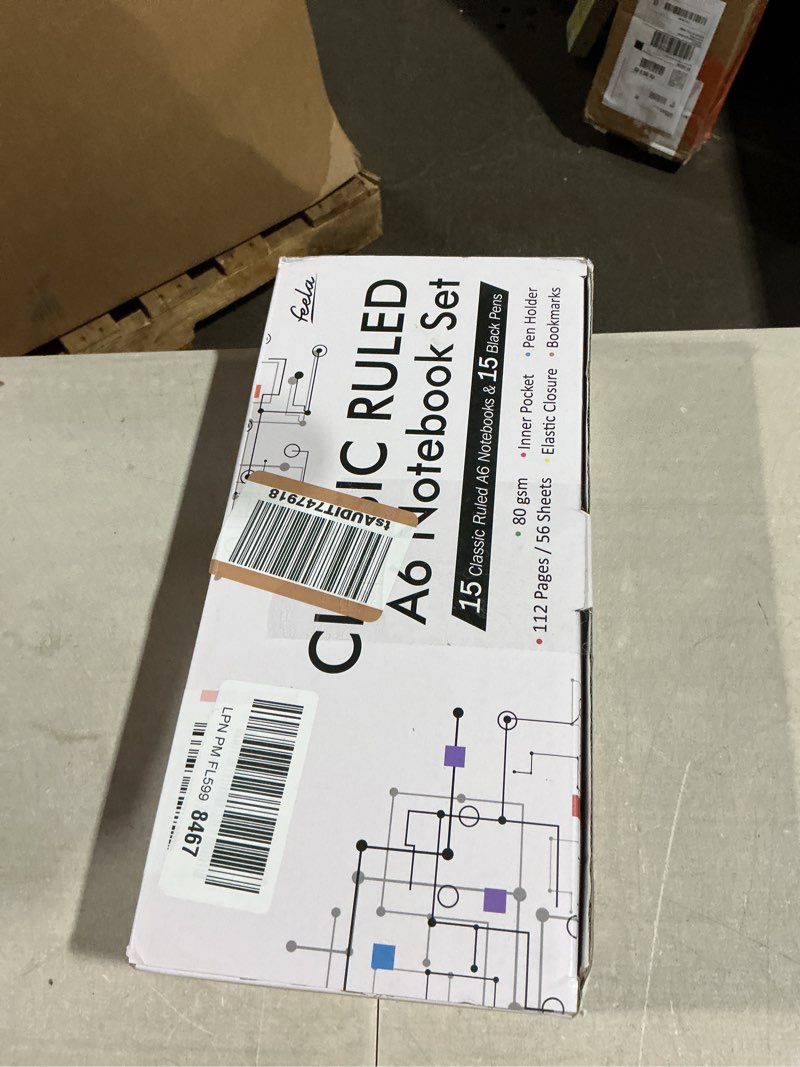 feela
CL IC RULED
A6 Notebook Set
15 Classic Ruled A6 Notebooks & 15 Black Pens
• 80 gsm • Inner Pocket • Pen Holder
• 112 Pages / 56 Sheets • Elastic Closure • Bookmarks
tsAUDIT747918
LPN PM FL599 8467